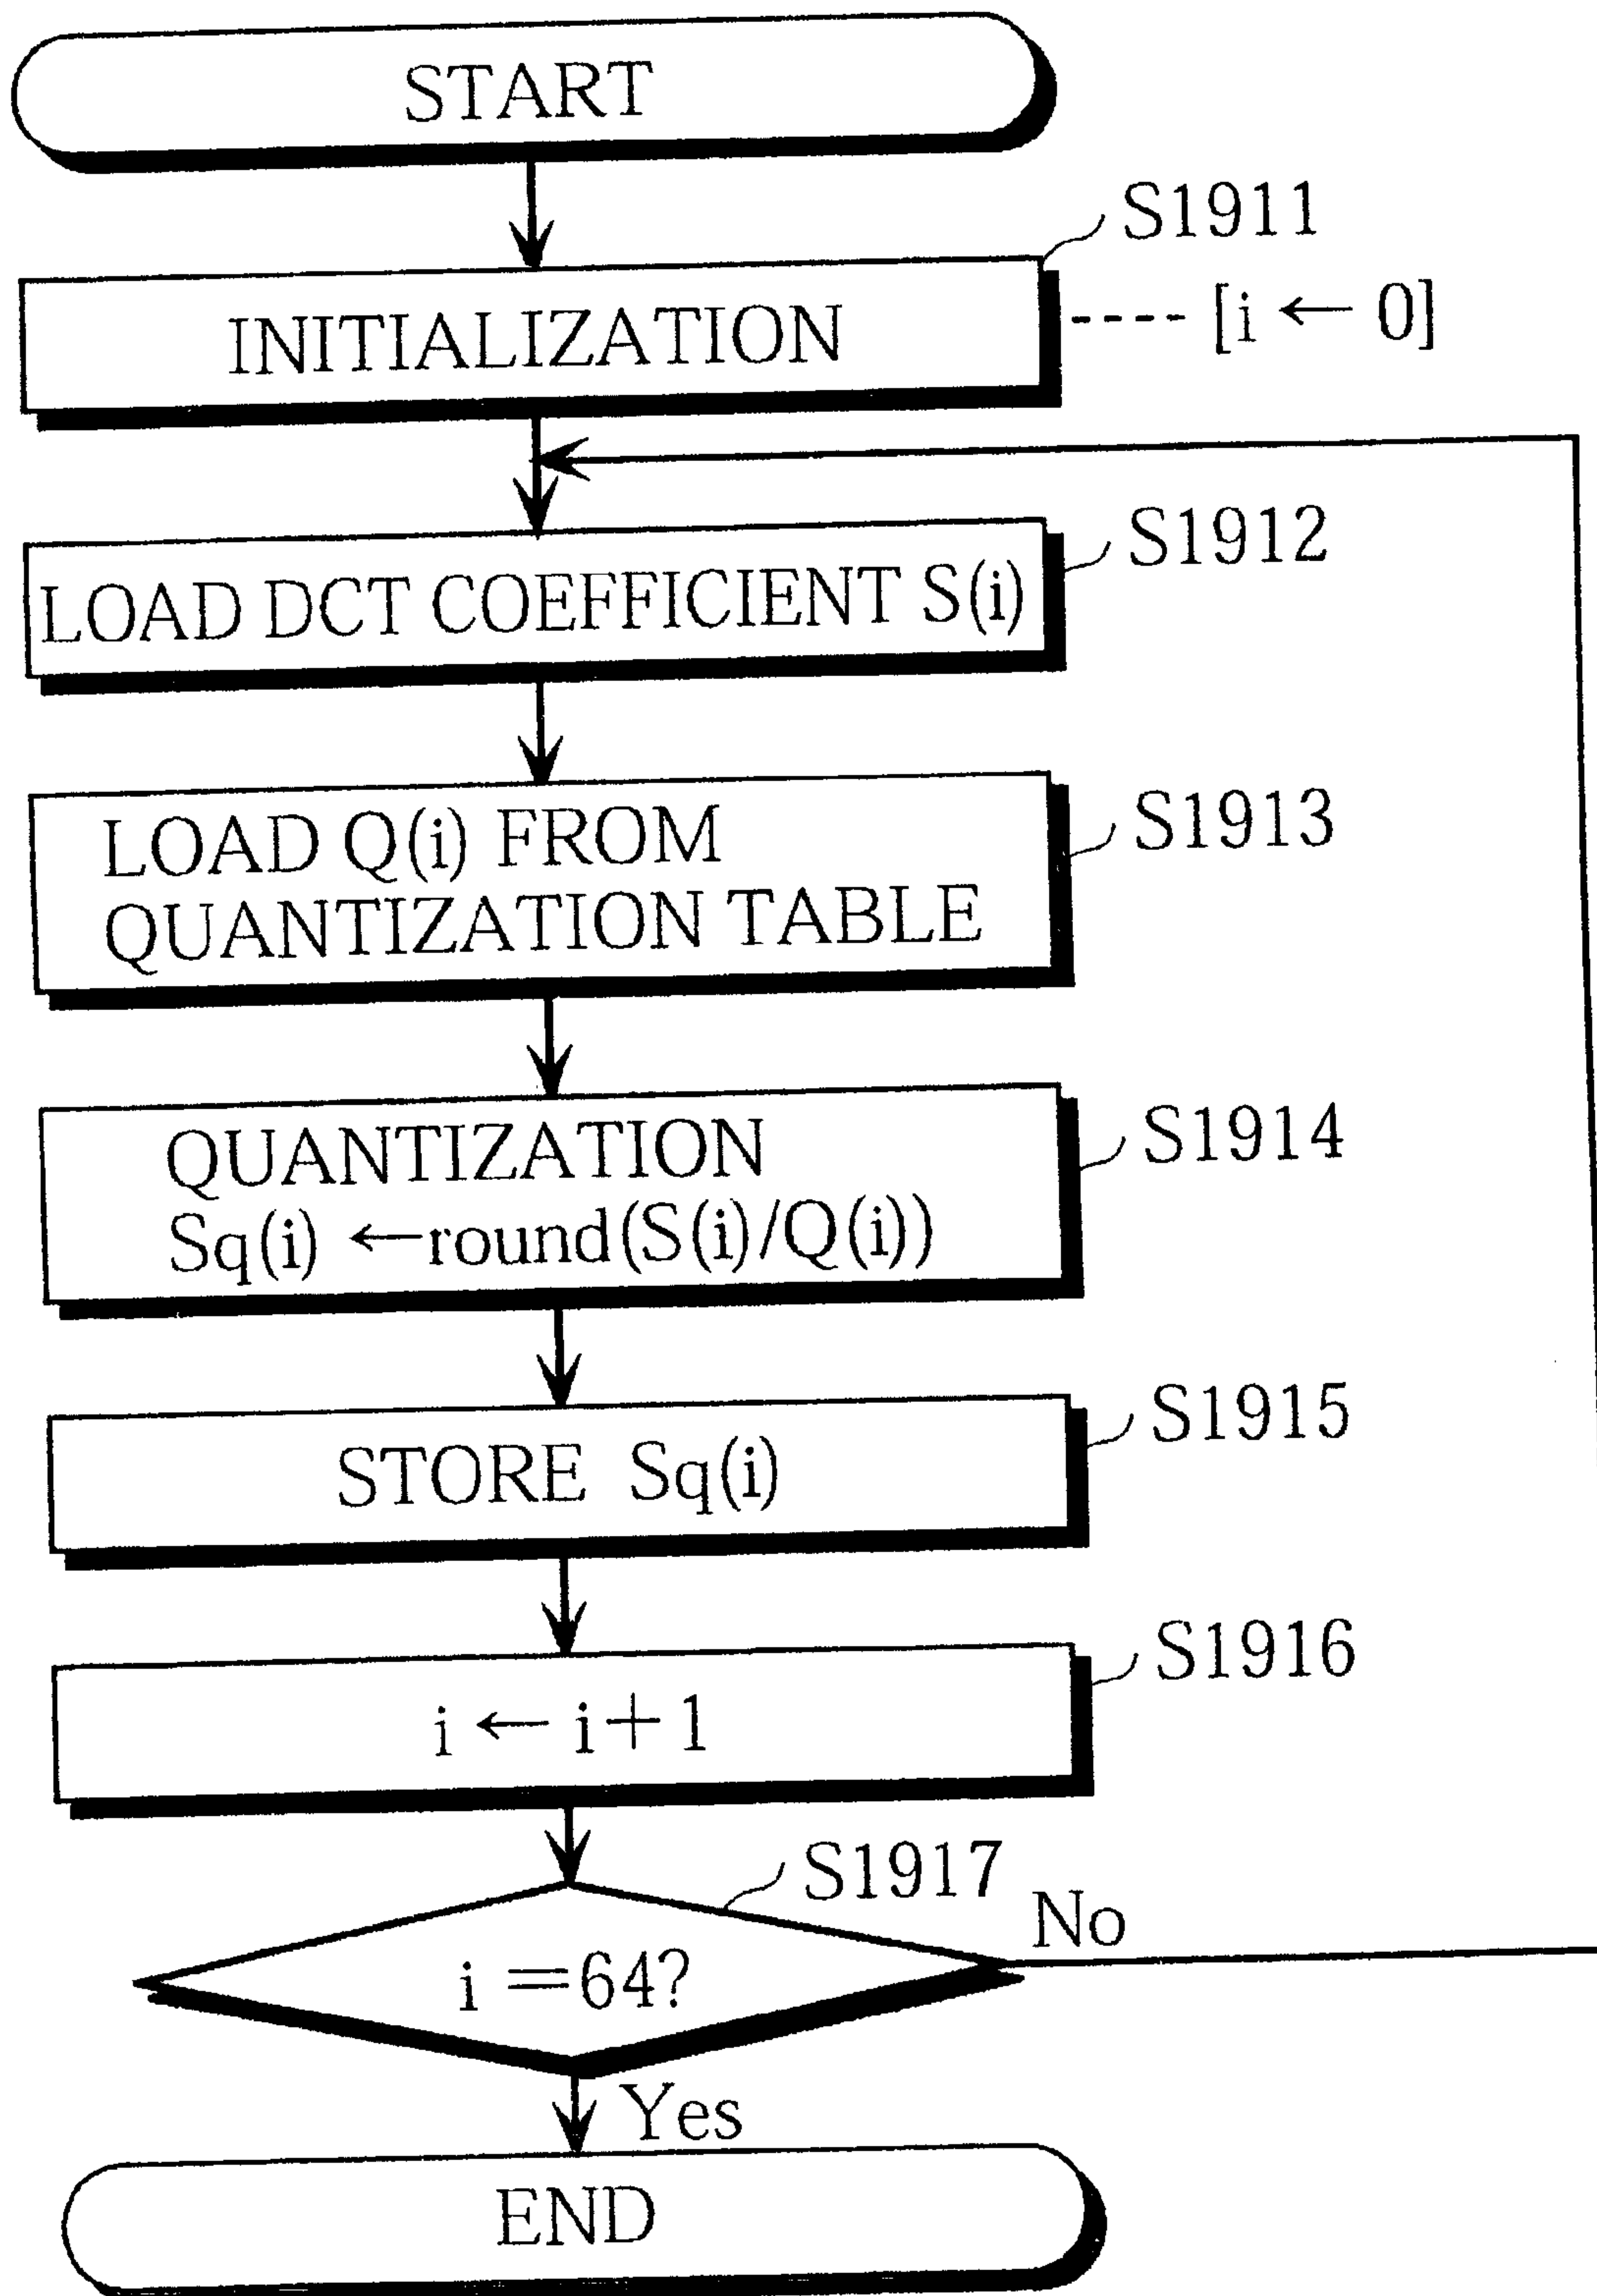 START
S1911
INITIALIZATION ---- [i ← 0]
S1912
LOAD DCT COEFFICIENT S(i)
S1913
LOAD Q(i) FROM
QUANTIZATION TABLE
S1914
QUANTIZATION
Sq(i) ←round(S(i)/Q(i))
S1915
STORE Sq(i)
S1916
i ← i+1
S1917
No
i =64?
Yes
END